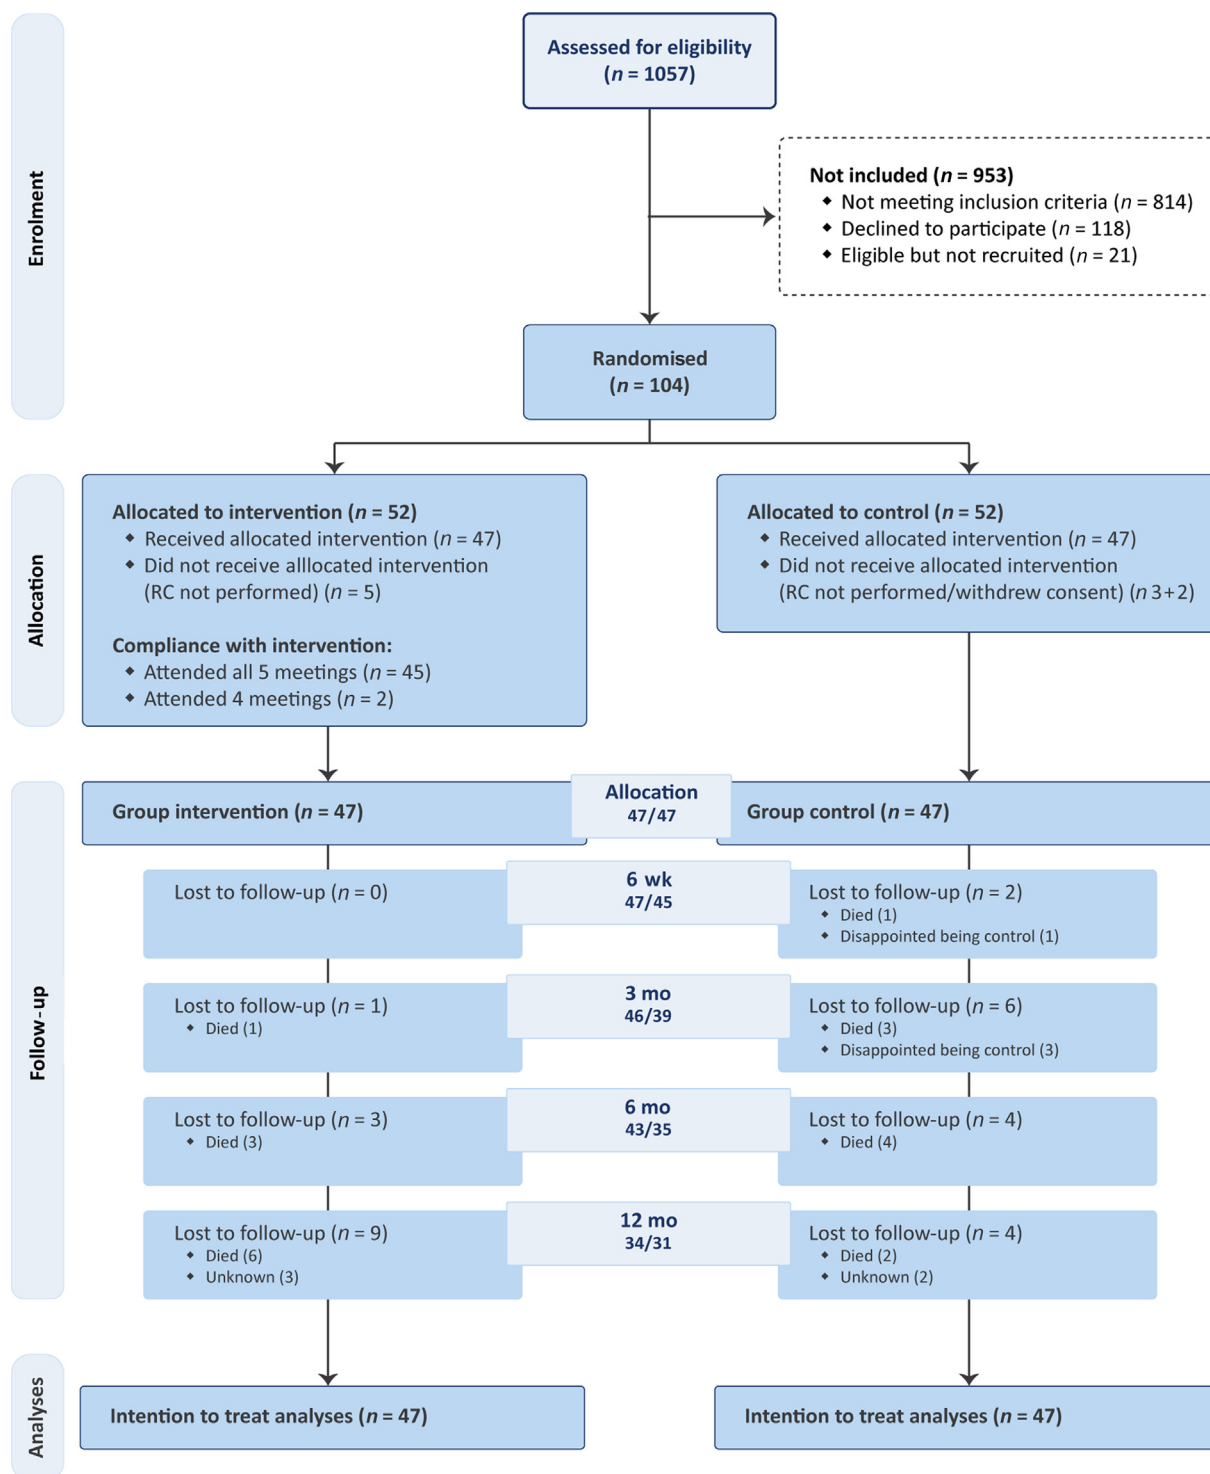 Enrolment
Assessed for eligibility
(n = 1057)
Not included (n = 953)
◆ Not meeting inclusion criteria (n = 814)
◆ Declined to participate (n = 118)
◆ Eligible but not recruited (n = 21)
Randomised
(n = 104)
Allocation
Allocated to intervention (n = 52)
◆ Received allocated intervention (n = 47)
◆ Did not receive alllocated intervention
(RC not performed) (n = 5)
Compliance with intervention:
◆ Attended all 5 meetings (n = 45)
◆ Attended 4 meetings (n = 2)
Allocated to control (n = 52)
◆ Received allocated intervention (n = 47)
◆ Did not receive allocated intervention
(RC not performed/withdrew consent) (n 3+2)
Follow-up
Group intervention (n = 47)
Allocation
47/47
Group control (n = 47)
Lost to follow-up (n = 0)
6 wk
47/45
Lost to follow-up (n = 2)
◆ Died (1)
◆ Disappointed being control (1)
Lost to follow-up (n = 1)
◆ Died (1)
3 mo
46/39
Lost to follow-up (n = 6)
◆ Died (3)
◆ Disappointed being control (3)
Lost to follow-up (n = 3)
◆ Died (3)
6 mo
43/35
Lost to follow-up (n = 4)
◆ Died (4)
Lost to follow-up (n = 9)
◆ Died (6)
◆ Unknown (3)
12 mo
34/31
Lost to follow-up (n = 4)
◆ Died (2)
◆ Unknown (2)
Analyses
Intention to treat analyses (n = 47)
Intention to treat analyses (n = 47)